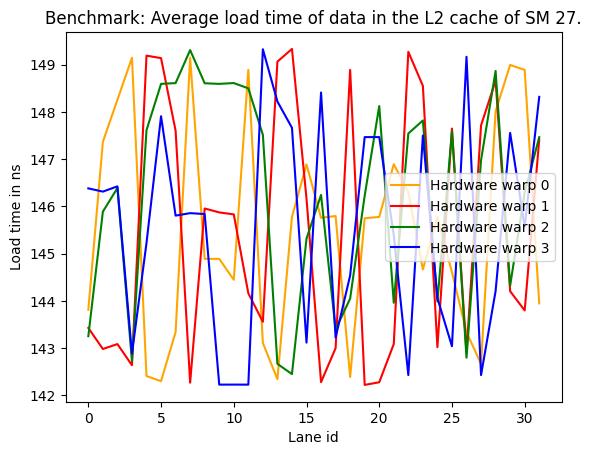 Benchmark: Average load time of data in the L2 cache of SM 27.
Load time in ns
149
148
147
146
145
144
143
142
Hardware warp 0
Hardware warp 1
Hardware warp 2
Hardware warp 3
0 5 10 15 20 25 30
Lane id